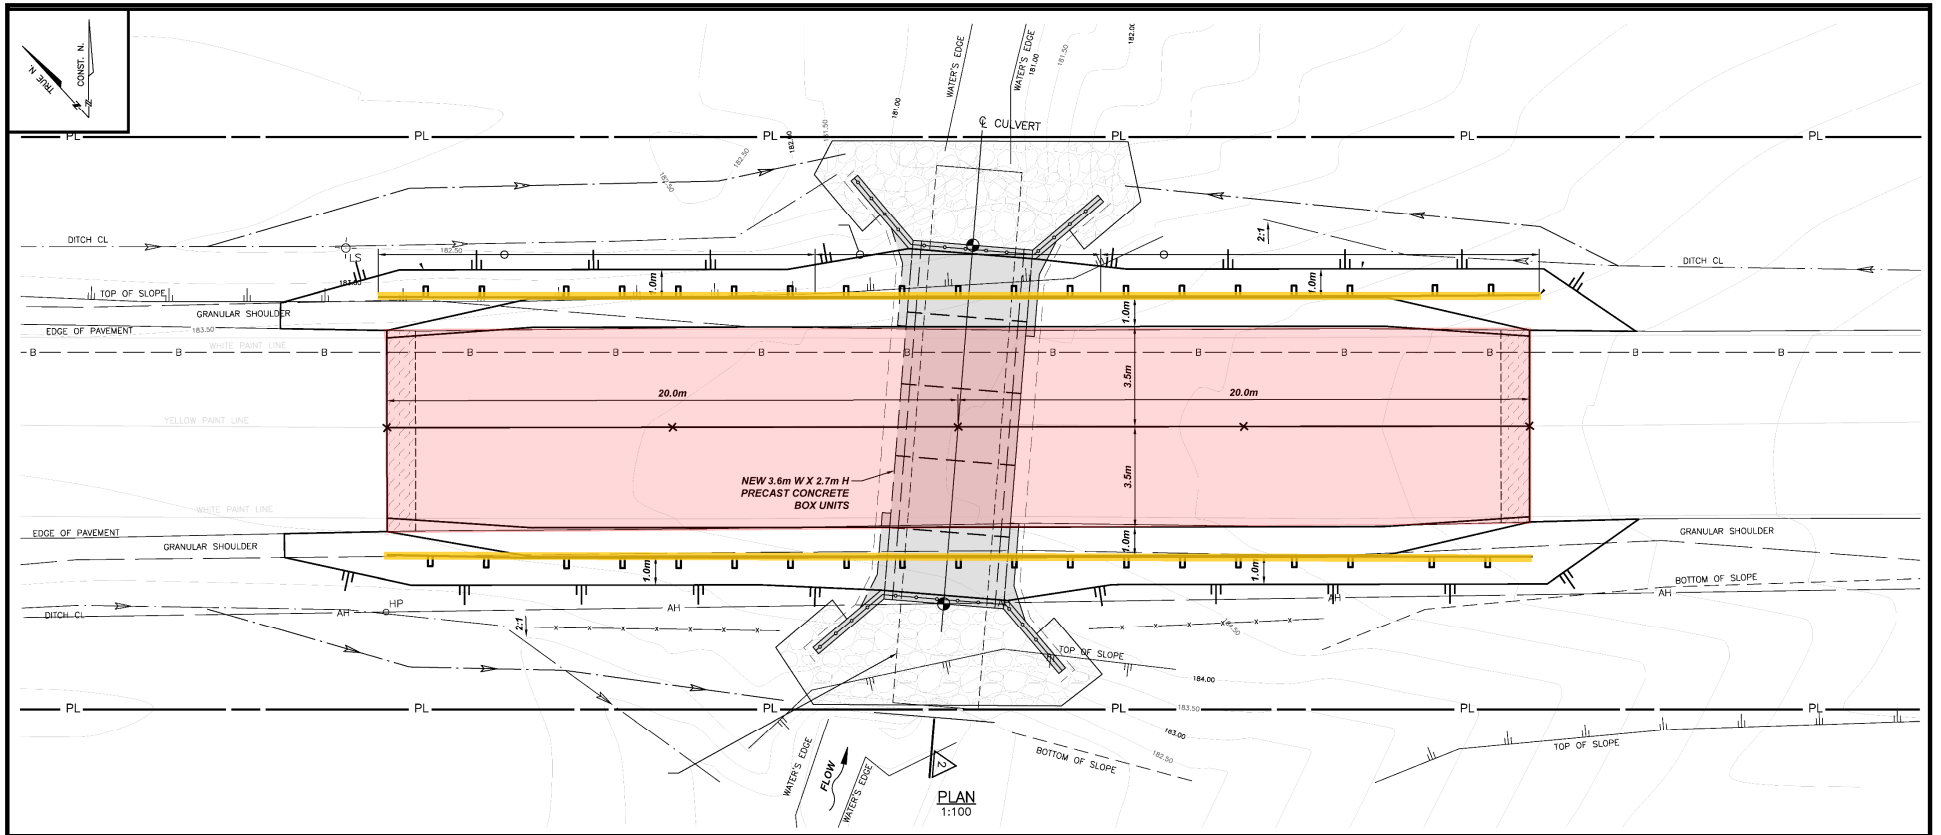 TRUE N.
CONST. N.
N
N
WATER'S EDGE
WATER'S EDGE
181.00
181.50
182.00
181.00
181.50
182.00
182.50
182.50
PL
PL
PL
PL
PL
PL
℄ CULVERT
DITCH CL
LS
182.50
183.00
2:1
DITCH CL
TOP OF SLOPE
1.0m
1.0m
GRANULAR SHOULDER
1.0m
EDGE OF PAVEMENT
183.50
WHITE PAINT LINE
B
B
B
B
B
B
B
B
B
B
B
B
B
3.5m
20.0m
20.0m
YELLOW PAINT LINE
3.5m
NEW 3.6m W X 2.7m H
PRECAST CONCRETE
BOX UNITS
WHITE PAINT LINE
EDGE OF PAVEMENT
GRANULAR SHOULDER
GRANULAR SHOULDER
1.0m
1.0m
1.0m
BOTTOM OF SLOPE
HP
AH
AH
AH
AH
DITCH CL
2:1
184.50
TOP OF SLOPE
184.00
PL
PL
PL
PL
PL
PL
183.50
183.00
182.50
TOP OF SLOPE
BOTTOM OF SLOPE
WATER'S EDGE
FLOW
WATER'S EDGE
2
PLAN
1:100